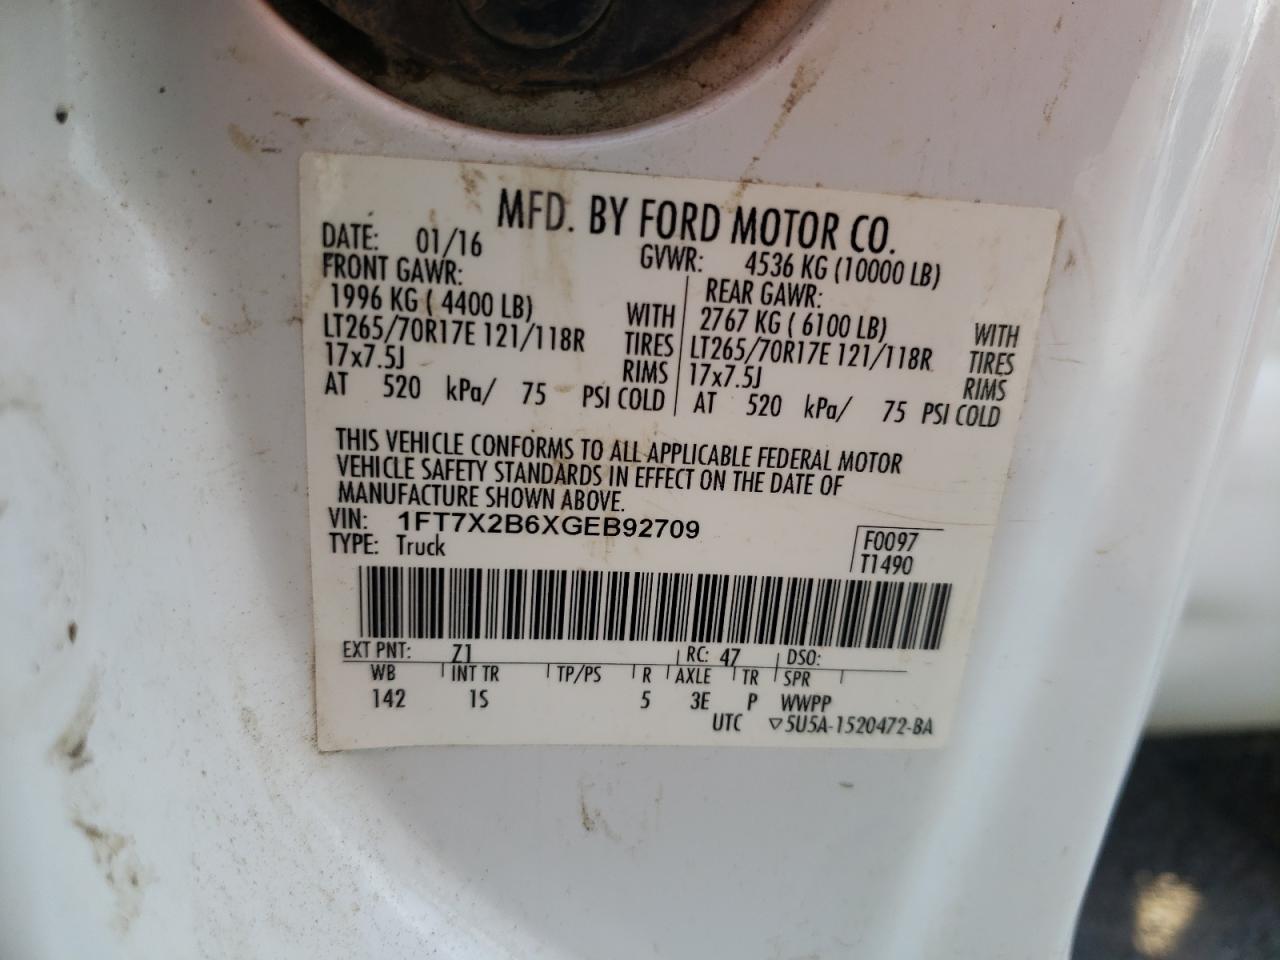 MFD. BY FORD MOTOR CO.
DATE: 01/16 GVWR: 4536 KG (10000 LB)
FRONT GAWR: REAR GAWR:
1996 KG ( 4400 LB) WITH 2767 KG ( 6100 LB) WITH
LT265/70R17E 121/118R TIRES LT265/70R17E 121/118R TIRES
17x7.5J RIMS 17x7.5J RIMS
AT 520 kPa/ 75 PSI COLD AT 520 kPa/ 75 PSI COLD
THIS VEHICLE CONFORMS TO ALL APPLICABLE FEDERAL MOTOR
VEHICLE SAFETY STANDARDS IN EFFECT ON THE DATE OF
MANUFACTURE SHOWN ABOVE.
VIN: 1FT7X2B6XGEB92709 F0097
TYPE: Truck T1490
EXT PNT: Z1 RC: 47 DSO:
WB INT TR TP/PS R AXLE TR SPR
142 1S 5 3E P WWPP
UTC ▽5U5A-1520472-BA